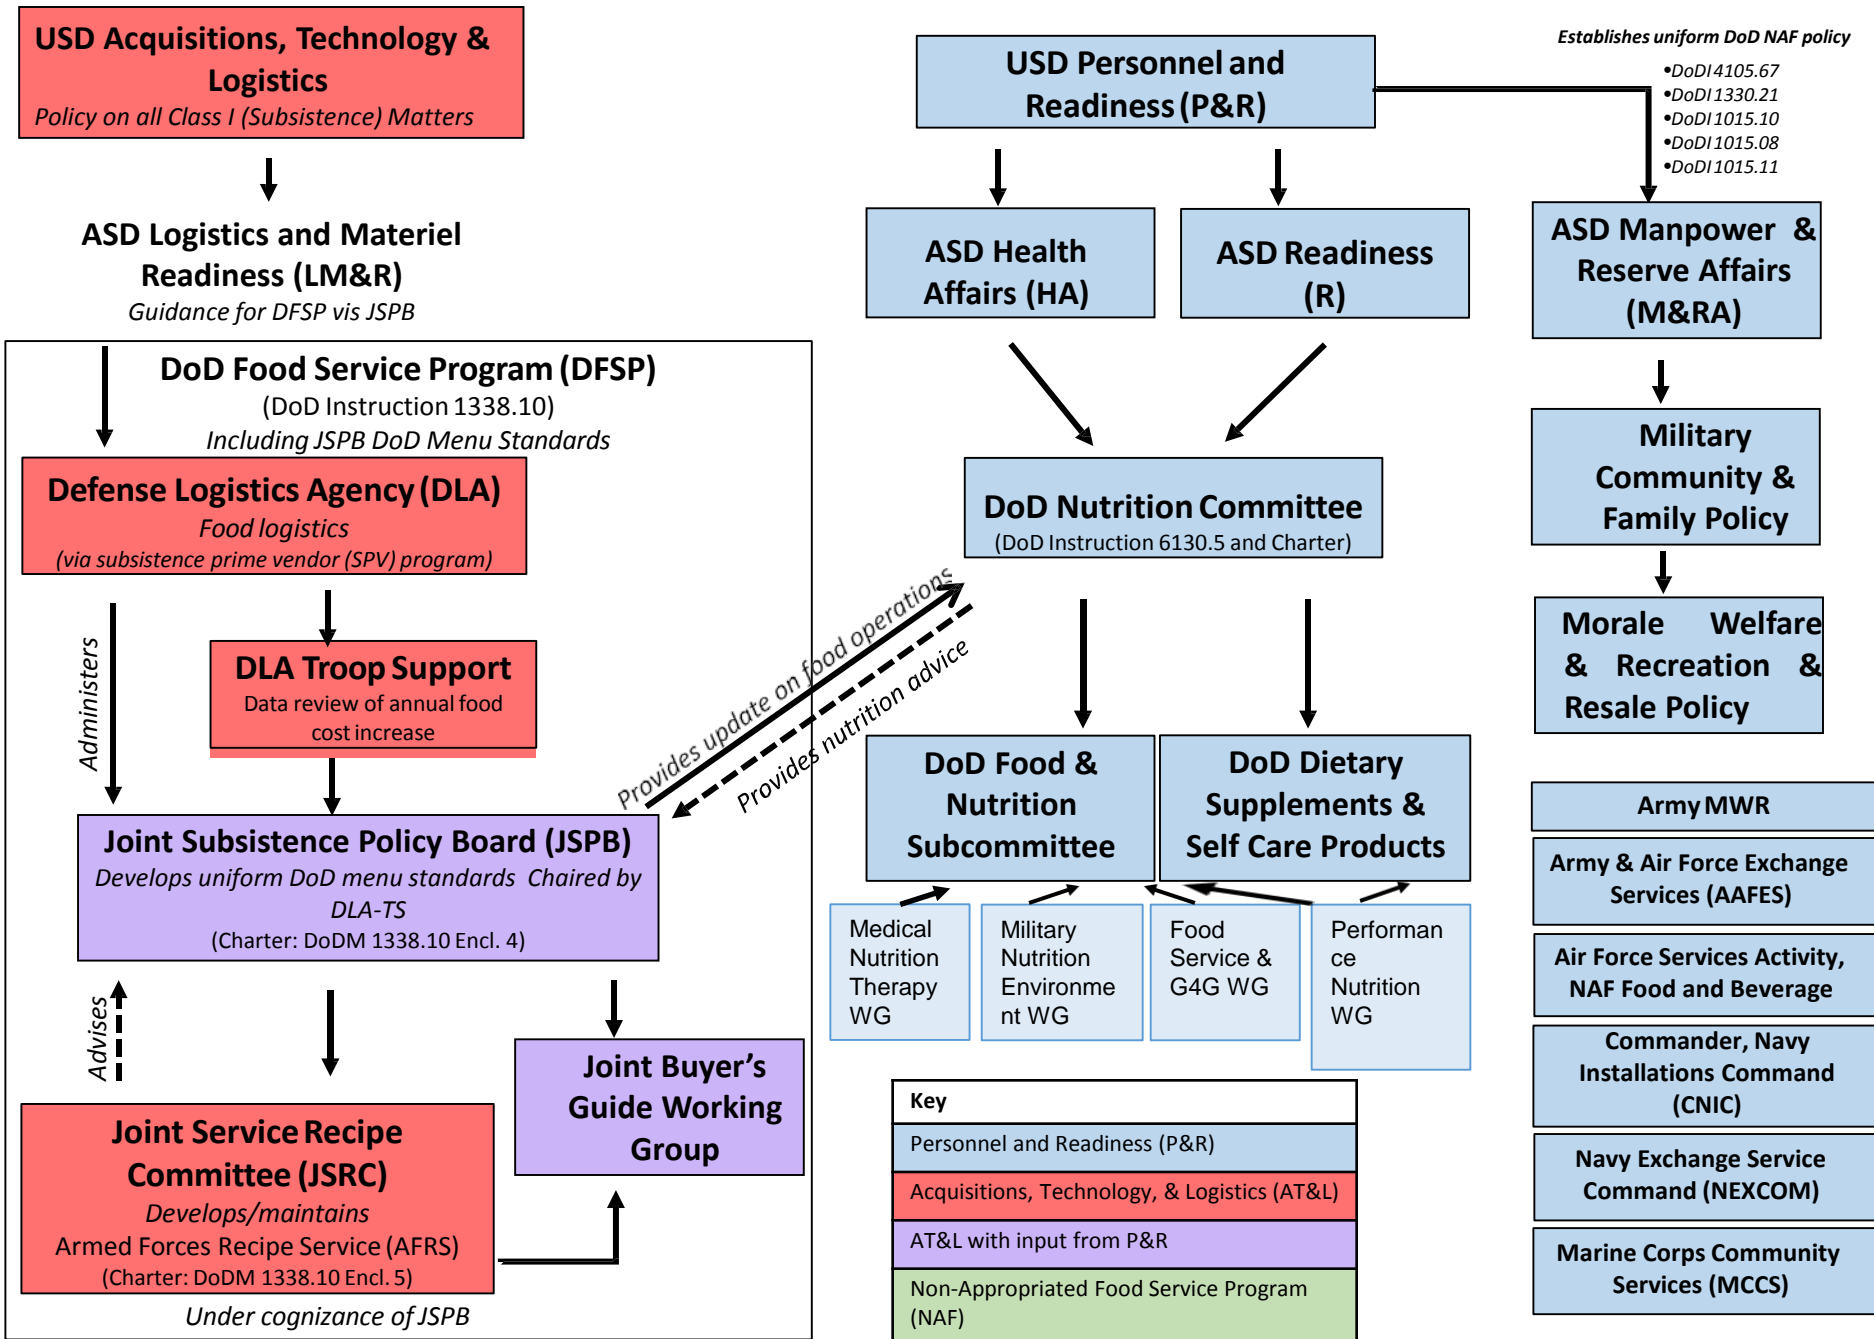 USD Acquisitions, Technology &
Logistics
Policy on all Class I (Subsistence) Matters
ASD Logistics and Materiel
Readiness (LM&R)
Guidance for DFSP vis JSPB
DoD Food Service Program (DFSP)
(DoD Instruction 1338.10)
Including JSPB DoD Menu Standards
Defense Logistics Agency (DLA)
Food logistics
(via subsistence prime vendor (SPV) program)
Administers
DLA Troop Support
Data review of annual food
cost increase
Joint Subsistence Policy Board (JSPB)
Develops uniform DoD menu standards Chaired by
DLA-TS
(Charter: DoDM 1338.10 Encl. 4)
Advises
Joint Buyer's
Guide Working
Group
Joint Service Recipe
Committee (JSRC)
Develops/maintains
Armed Forces Recipe Service (AFRS)
(Charter: DoDM 1338.10 Encl. 5)
Under cognizance of JSPB
Provides update on food operations
Provides nutrition advice
USD Personnel and
Readiness (P&R)
ASD Health
Affairs (HA)
ASD Readiness
(R)
DoD Nutrition Committee
(DoD Instruction 6130.5 and Charter)
DoD Food &
Nutrition
Subcommittee
DoD Dietary
Supplements &
Self Care Products
Medical
Nutrition
Therapy
WG
Military
Nutrition
Environme
nt WG
Food
Service &
G4G WG
Performan
ce
Nutrition
WG
Key
Personnel and Readiness (P&R)
Acquisitions, Technology, & Logistics (AT&L)
AT&L with input from P&R
Non-Appropriated Food Service Program
(NAF)
Establishes uniform DoD NAF policy
•DoDI 4105.67
•DoDI 1330.21
•DoDI 1015.10
•DoDI 1015.08
•DoDI 1015.11
ASD Manpower &
Reserve Affairs
(M&RA)
Military
Community &
Family Policy
Morale Welfare
& Recreation &
Resale Policy
Army MWR
Army & Air Force Exchange
Services (AAFES)
Air Force Services Activity,
NAF Food and Beverage
Commander, Navy
Installations Command
(CNIC)
Navy Exchange Service
Command (NEXCOM)
Marine Corps Community
Services (MCCS)